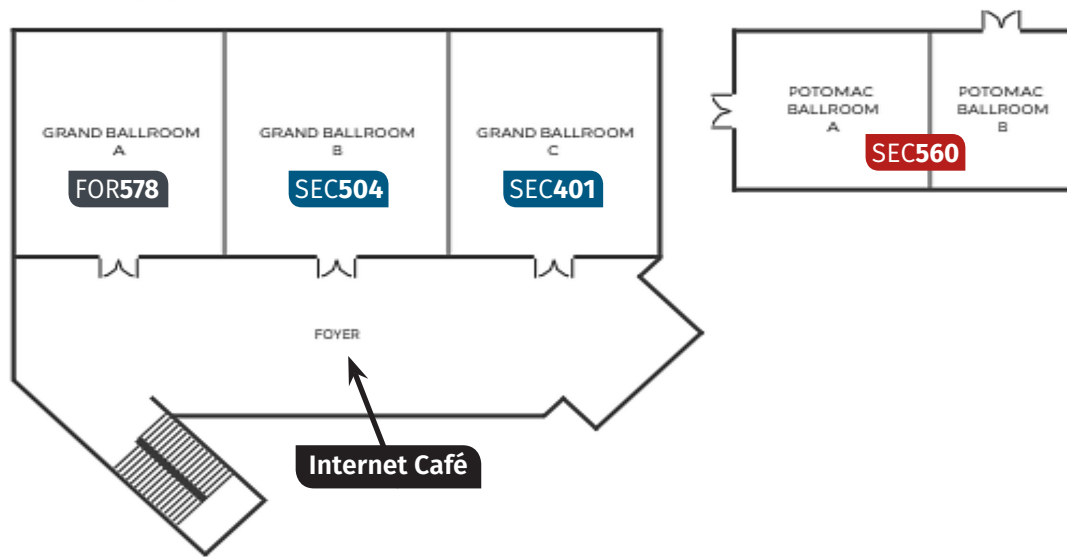 GRAND BALLROOM
A
FOR578
GRAND BALLROOM
B
SEC504
GRAND BALLROOM
C
SEC401
POTOMAC
BALLROOM
A
POTOMAC
BALLROOM
B
SEC560
FOYER
Internet Café